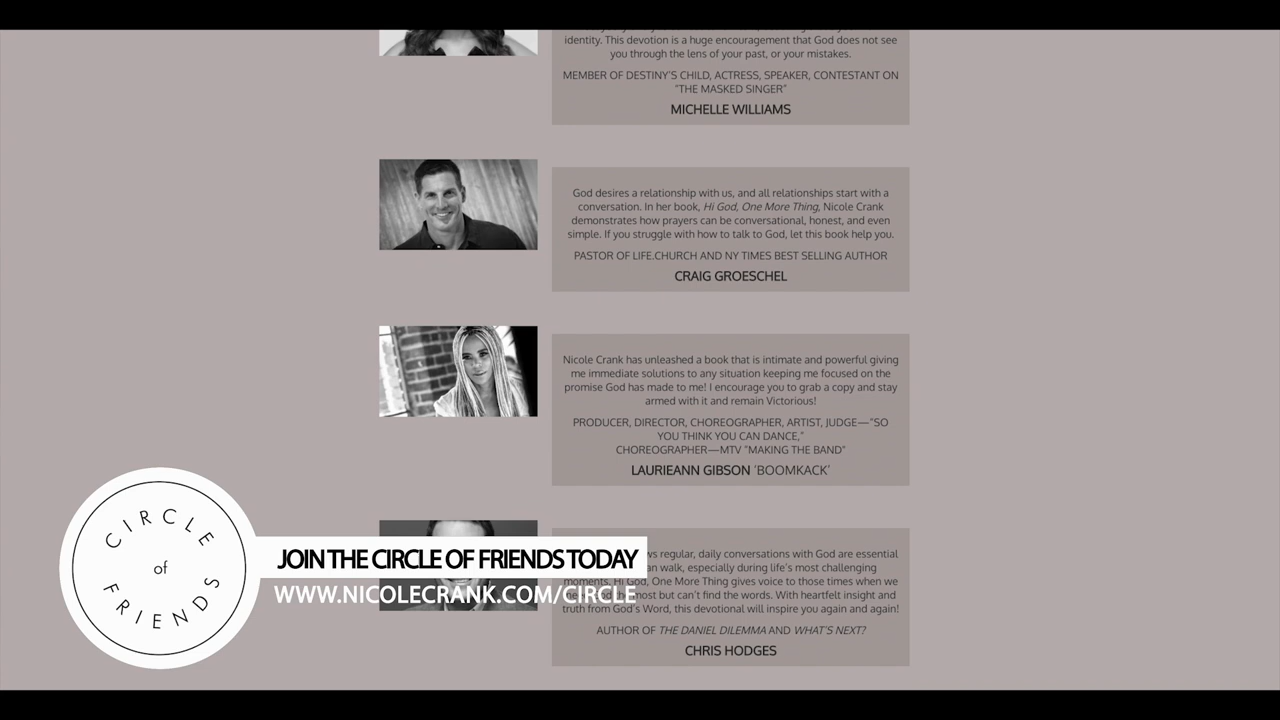 identity. This devotion is a huge encouragement that God does not see
you through the lens of your past, or your mistakes.
MEMBER OF DESTINY'S CHILD, ACTRESS, SPEAKER, CONTESTANT ON
"THE MASKED SINGER"
MICHELLE WILLIAMS
God desires a relationship with us, and all relationships start with a
conversation. In her book, Hi God, One More Thing, Nicole Crank
demonstrates how prayers can be conversational, honest, and even
simple. If you struggle with how to talk to God, let this book help you.
PASTOR OF LIFE.CHURCH AND NY TIMES BEST SELLING AUTHOR
CRAIG GROESCHEL
Nicole Crank has unleashed a book that is intimate and powerful giving
me immediate solutions to any situation keeping me focused on the
promise God has made to me! I encourage you to grab a copy and stay
armed with it and remain Victorious!
PRODUCER, DIRECTOR, CHOREOGRAPHER, ARTIST, JUDGE—"SO
YOU THINK YOU CAN DANCE,"
CHOREOGRAPHER—MTV "MAKING THE BAND"
LAURIEANN GIBSON 'BOOMKACK'
regular, daily conversations with God are essential
walk, especially during life's most challenging
moments. Hi God, One More Thing gives voice to those times when we
most but can't find the words. With heartfelt insight and
truth from God's Word, this devotional will inspire you again and again!
AUTHOR OF THE DANIEL DILEMMA AND WHAT'S NEXT?
CHRIS HODGES
CIRCLE
of
FRIENDS
JOIN THE CIRCLE OF FRIENDS TODAY
WWW.NICOLECRANK.COM/CIRCLE